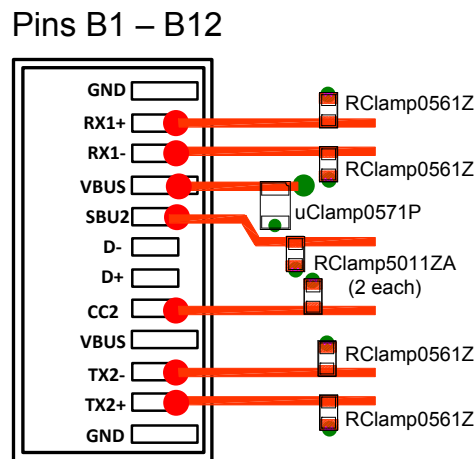 Pins B1 – B12
GND
RX1+
RClamp0561Z
RX1-
RClamp0561Z
VBUS
uClamp0571P
SBU2
D-
RClamp5011ZA
(2 each)
D+
CC2
VBUS
RClamp0561Z
TX2-
TX2+
RClamp0561Z
GND